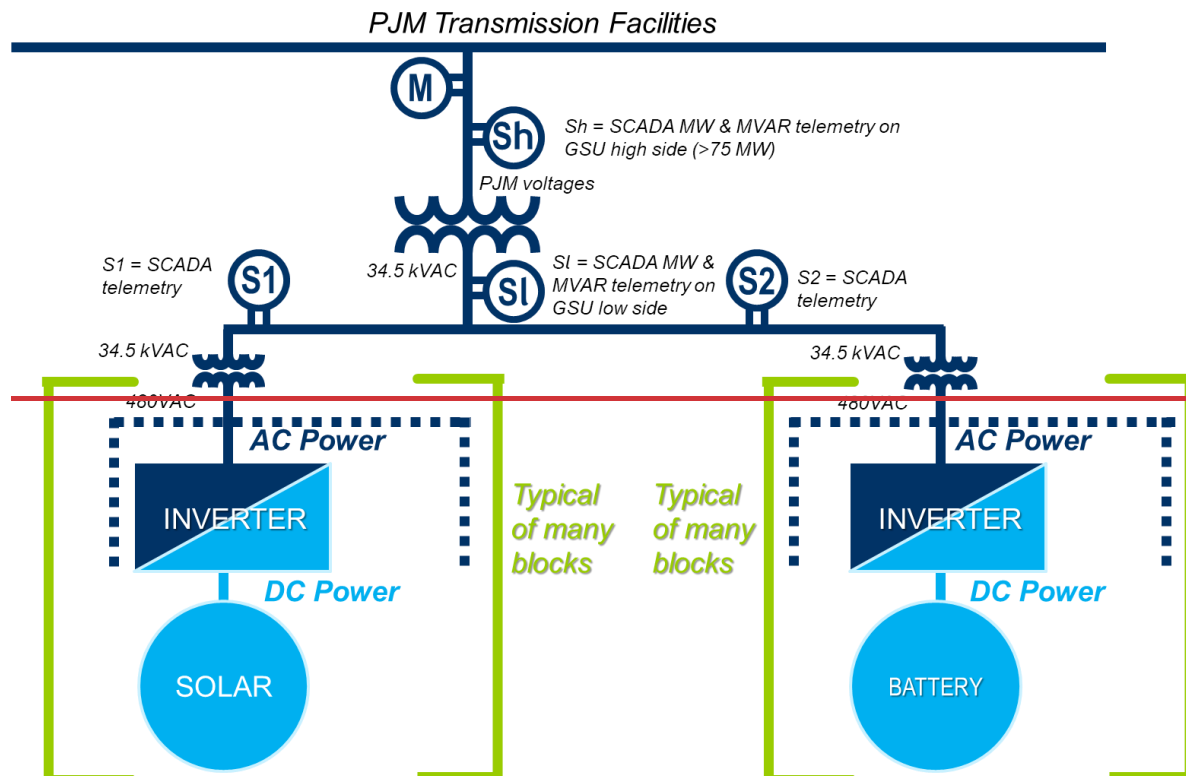 PJM Transmission Facilities
M
Sh
Sh = SCADA MW & MVAR telemetry on
GSU high side (>75 MW)
PJM voltages
S1 = SCADA
telemetry
S1
34.5 kVAC
Sl
Sl = SCADA MW &
MVAR telemetry on
GSU low side
S2
S2 = SCADA
telemetry
34.5 kVAC
34.5 kVAC
480VAC
480VAC
AC Power
AC Power
INVERTER
Typical
of many
blocks
Typical
of many
blocks
INVERTER
DC Power
DC Power
SOLAR
BATTERY